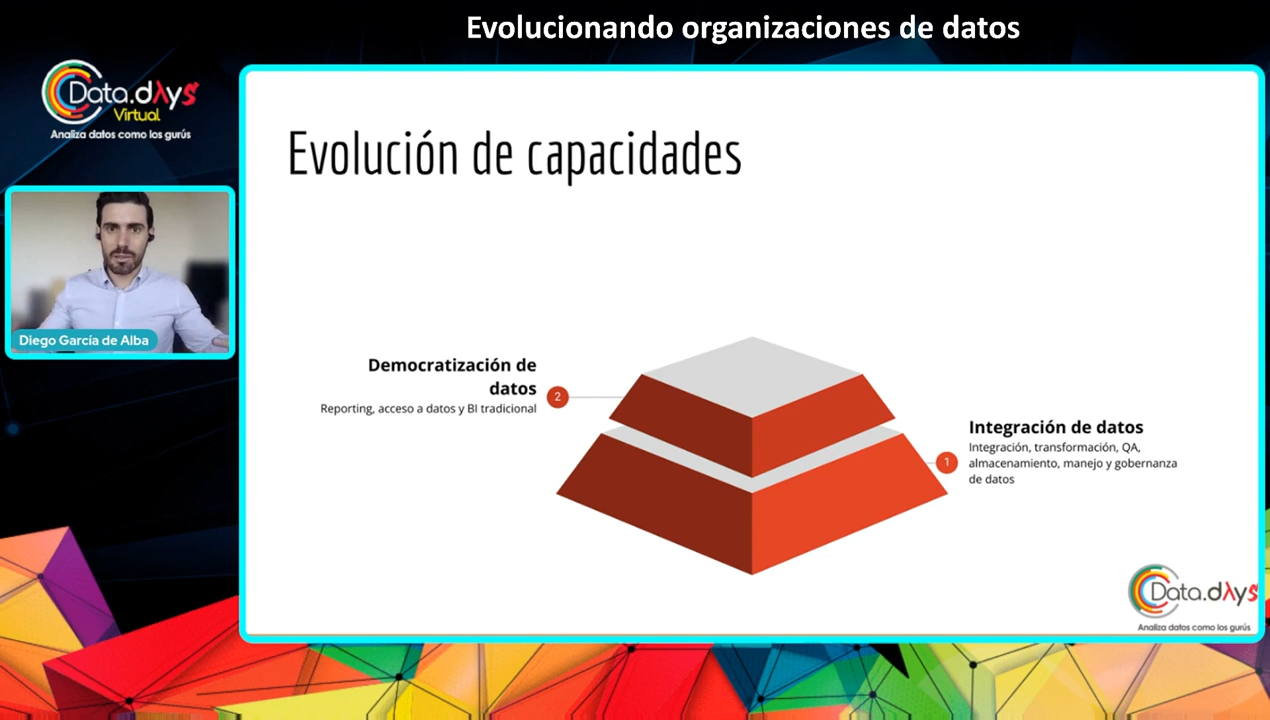 Evolucionando organizaciones de datos
Data.dλys
Virtual
Analiza datos como los gurús
Diego García de Alba
Evolución de capacidades
Democratización de
datos
Reporting, acceso a datos y BI tradicional
2
Integración de datos
1
Integración, transformación, QA,
almacenamiento, manejo y gobernanza
de datos
Data.dλys
Analiza datos como los gurús